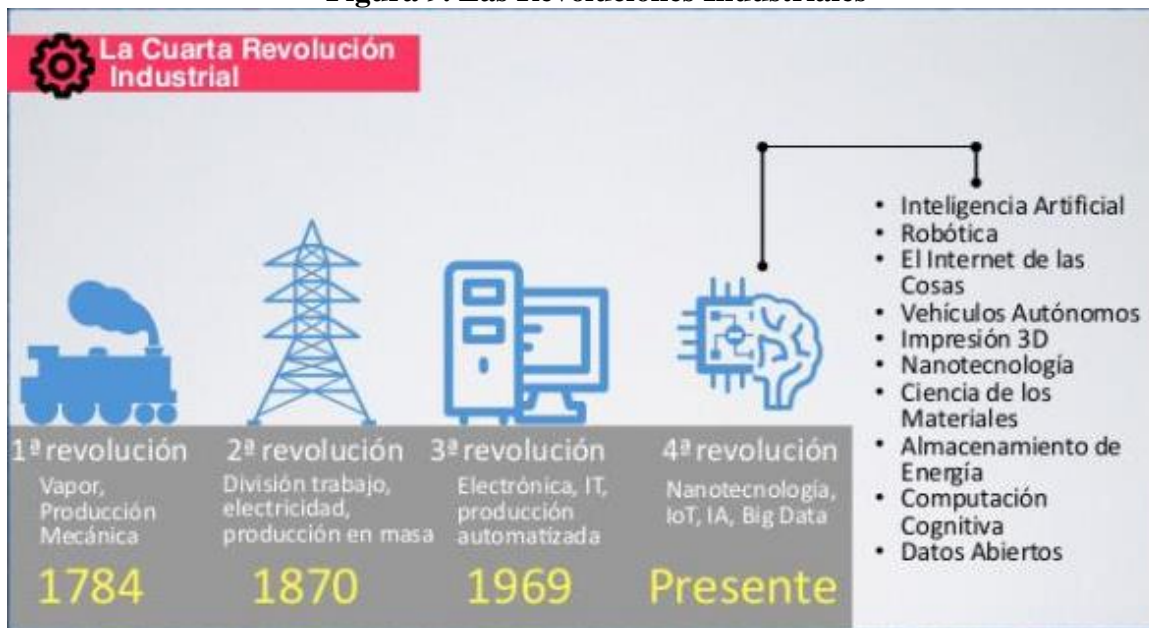 La Cuarta Revolución
Industrial
• Inteligencia Artificial
• Robótica
• El Internet de las
Cosas
• Vehículos Autónomos
• Impresión 3D
• Nanotecnología
• Ciencia de los
Materiales
• Almacenamiento de
Energía
• Computación
Cognitiva
• Datos Abiertos
1ª revolución
Vapor,
Producción
Mecánica
1784
2ª revolución
División trabajo,
electricidad,
producción en masa
1870
3ª revolución
Electrónica, IT,
producción
automatizada
1969
4ª revolución
Nanotecnología,
IoT, IA, Big Data
Presente